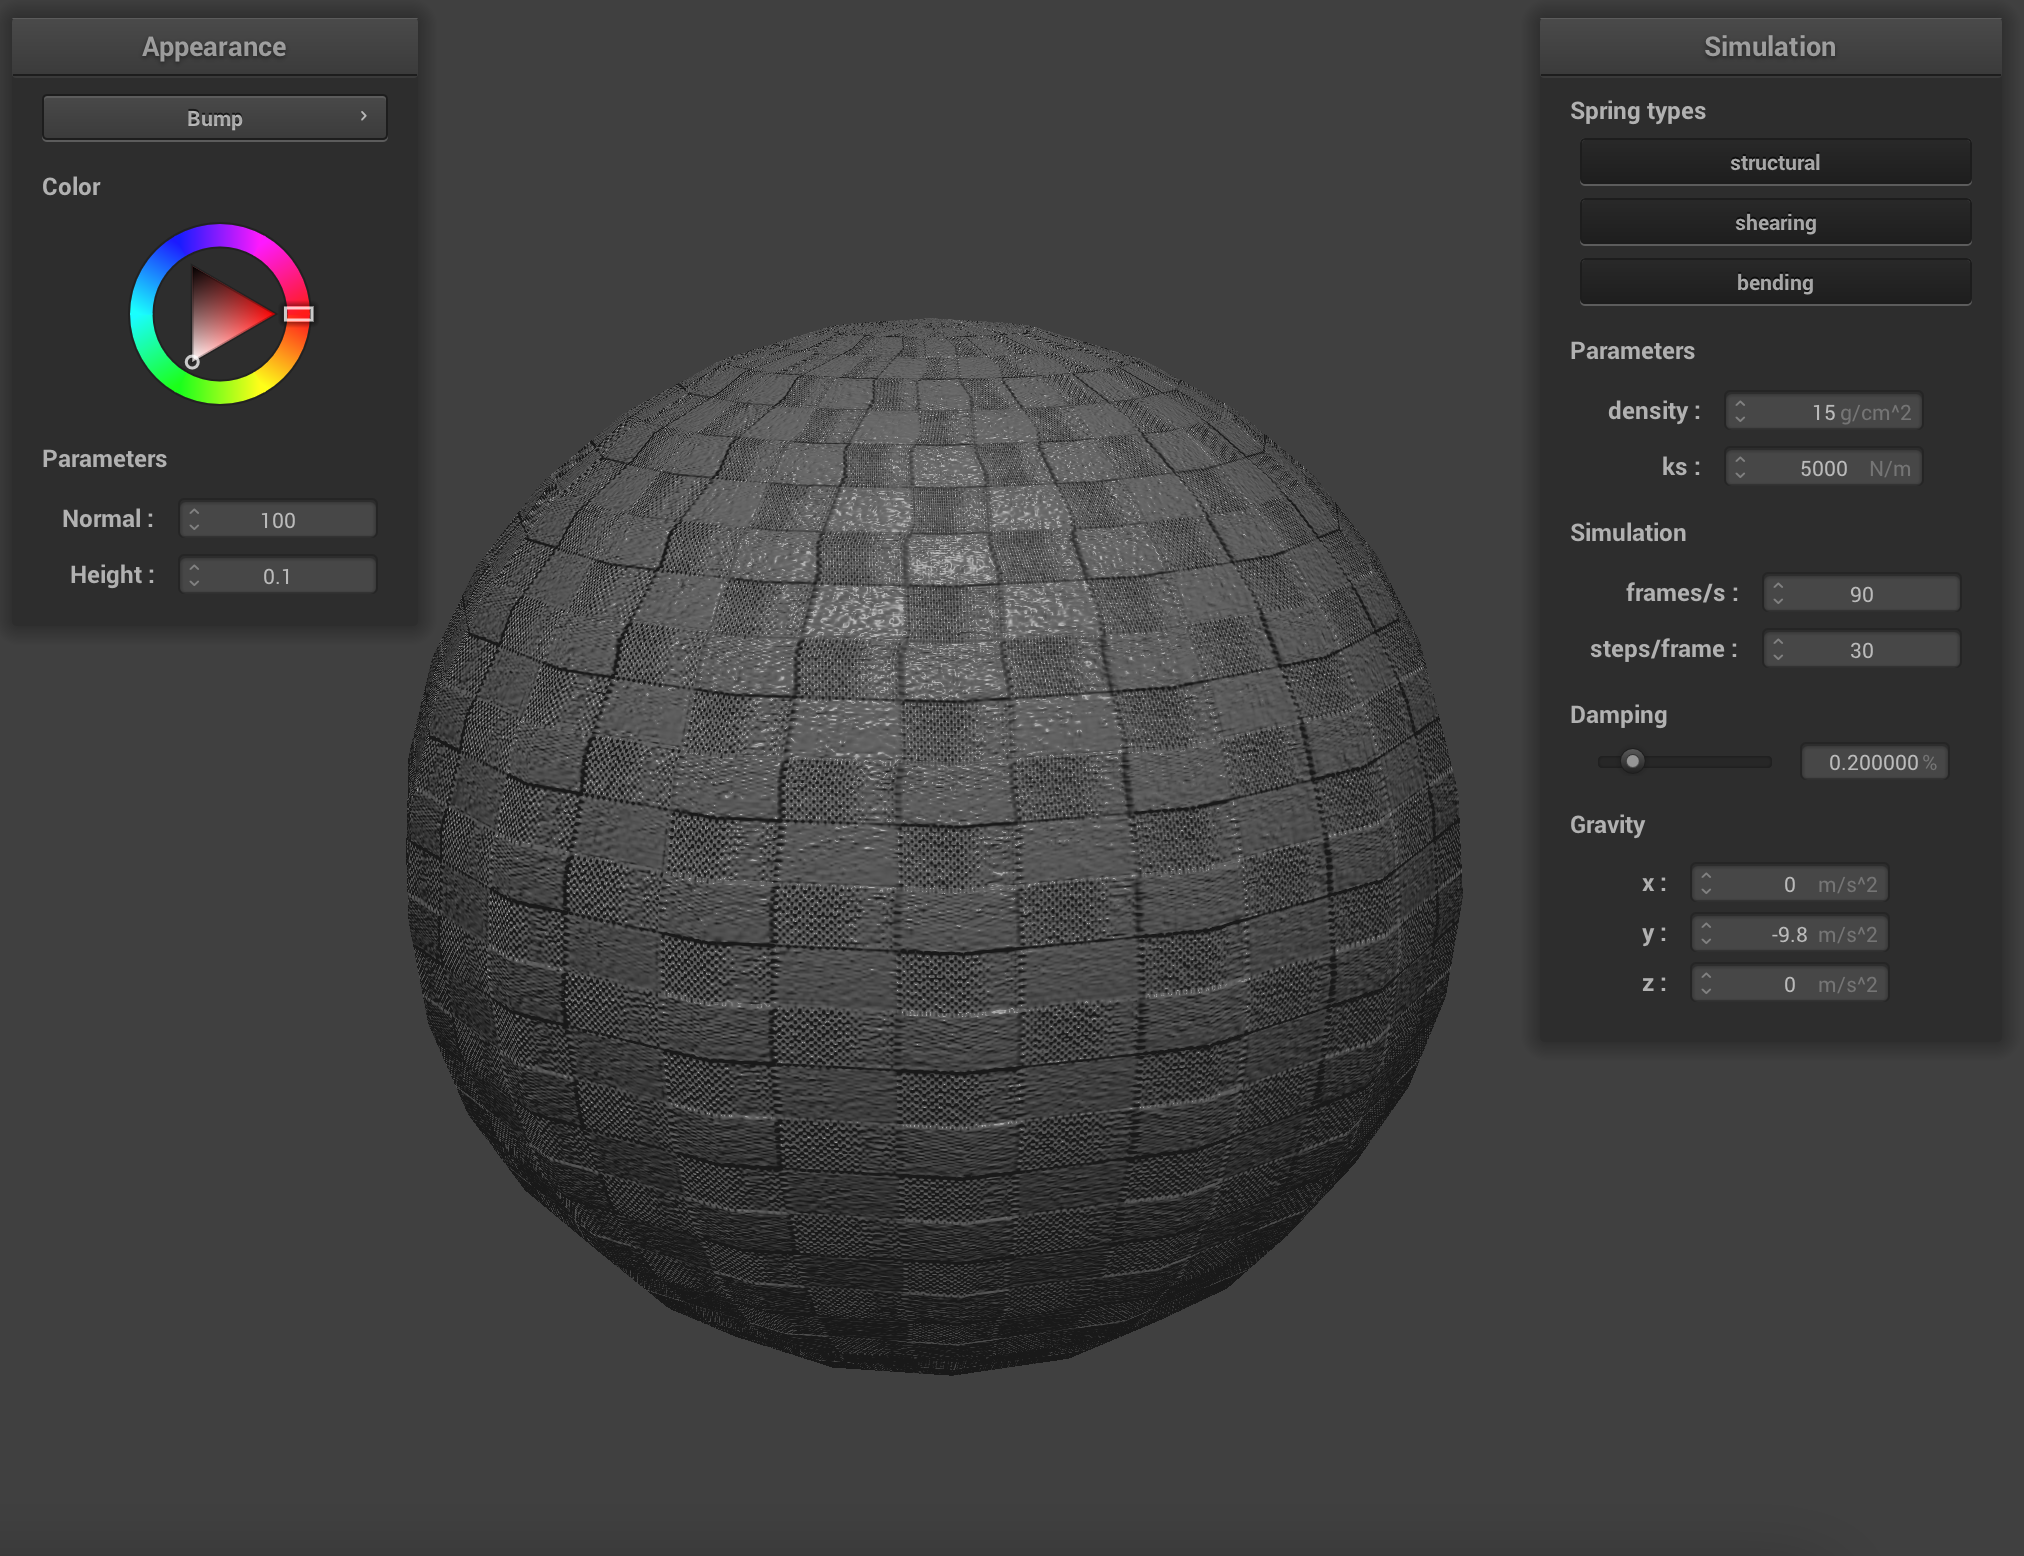 Appearance
Bump
Color
Parameters
Normal : 100
Height : 0.1
Simulation
Spring types
structural
shearing
bending
Parameters
density : 15 g/cm^2
ks : 5000 N/m
Simulation
frames/s : 90
steps/frame : 30
Damping
0.200000 %
Gravity
x : 0 m/s^2
y : -9.8 m/s^2
z : 0 m/s^2